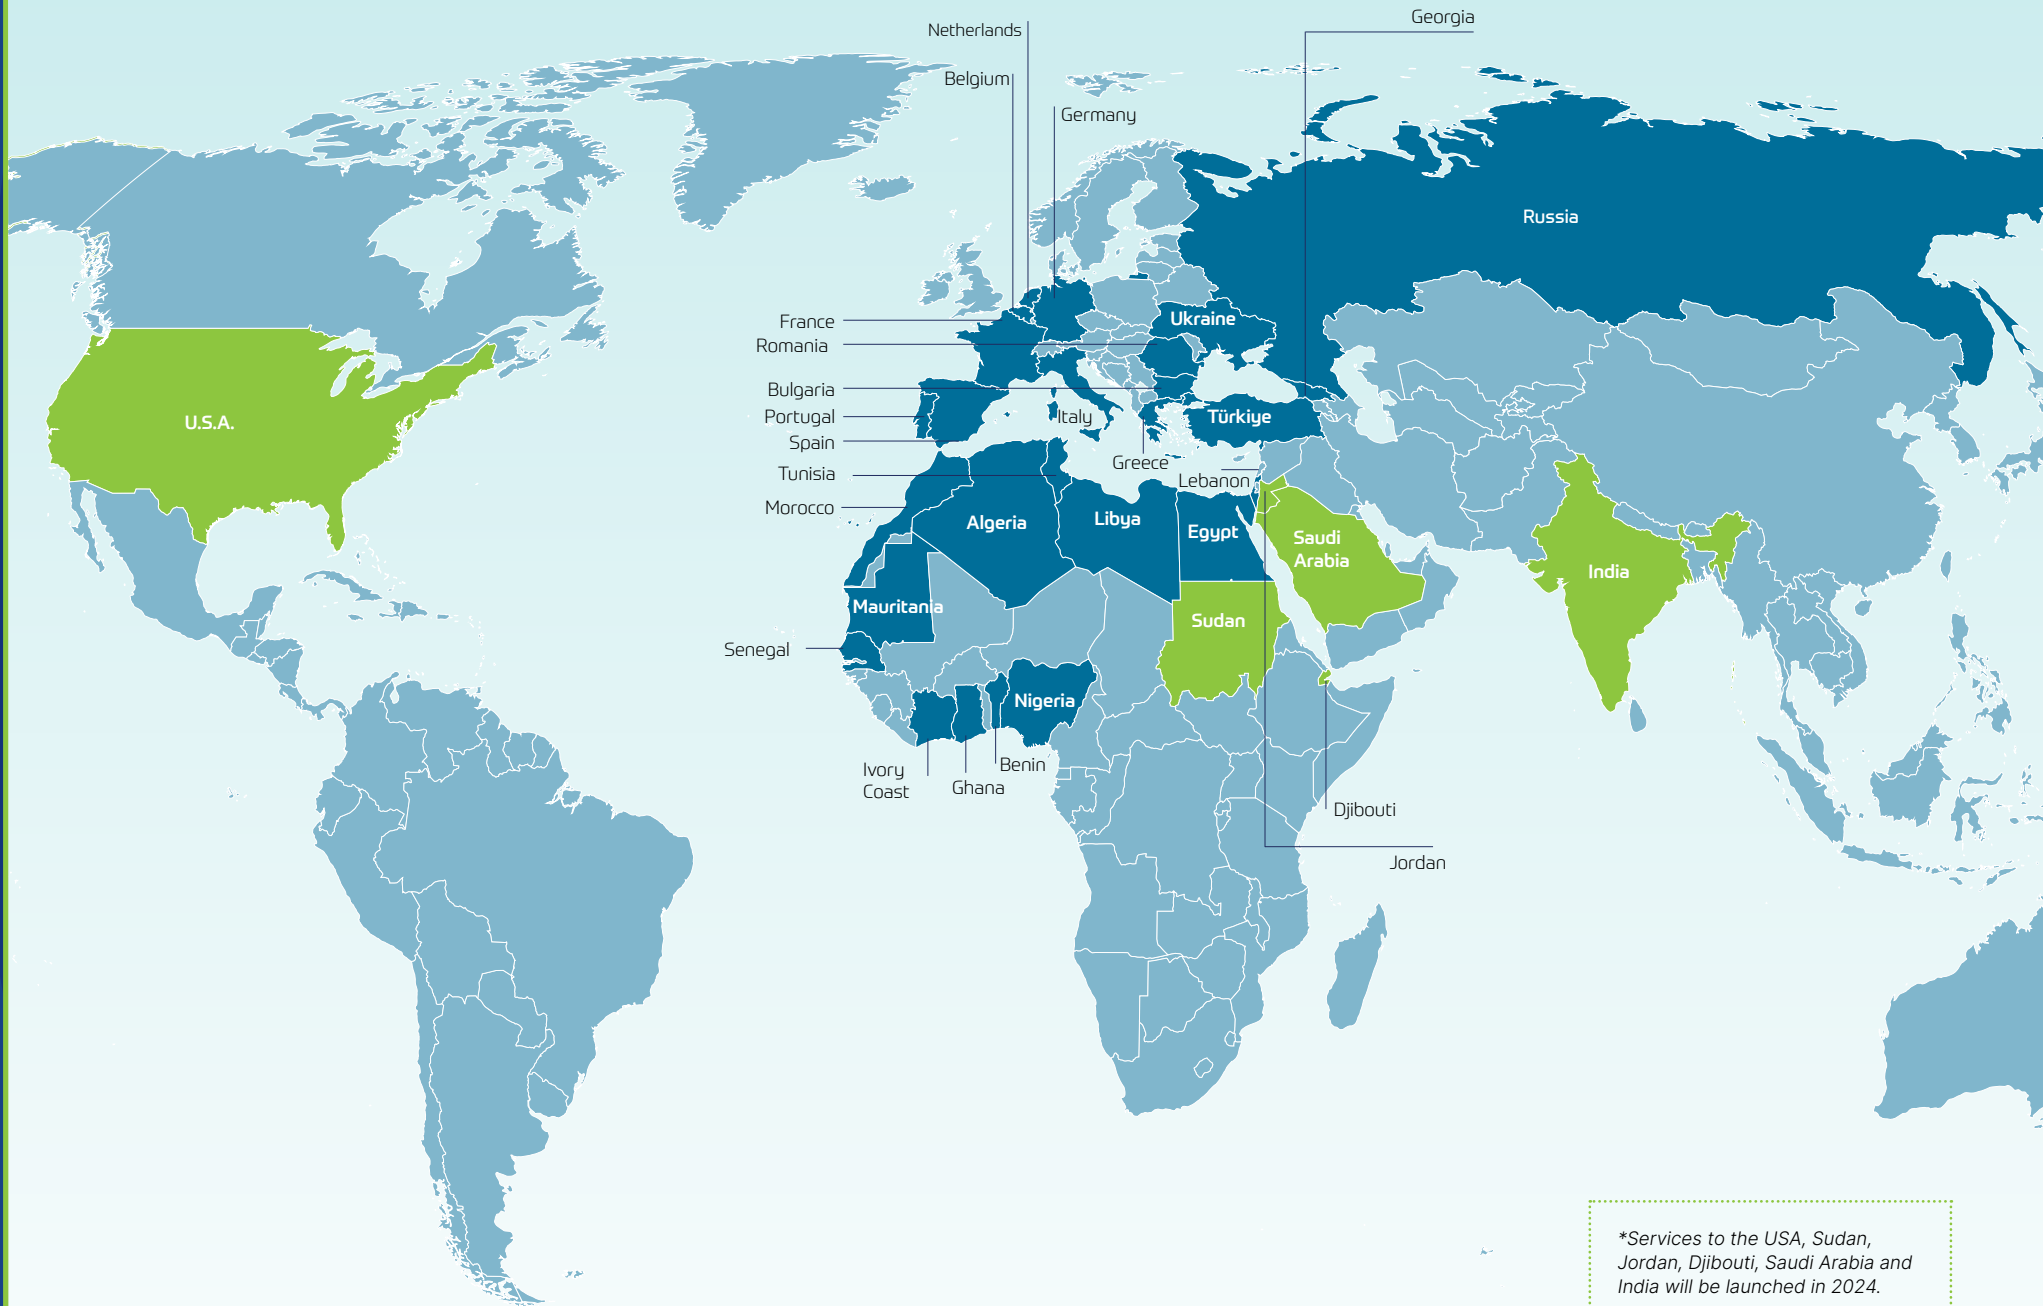 Georgia
Netherlands
Belgium
Germany
Russia
France
Ukraine
Romania
Bulgaria
Portugal
Italy
Türkiye
U.S.A.
Spain
Greece
Tunisia
Lebanon
Morocco
Algeria
Libya
Egypt
Saudi
Arabia
India
Mauritania
Sudan
Senegal
Nigeria
Benin
Ivory
Coast
Ghana
Djibouti
Jordan
*Services to the USA, Sudan,
Jordan, Djibouti, Saudi Arabia and
India will be launched in 2024.